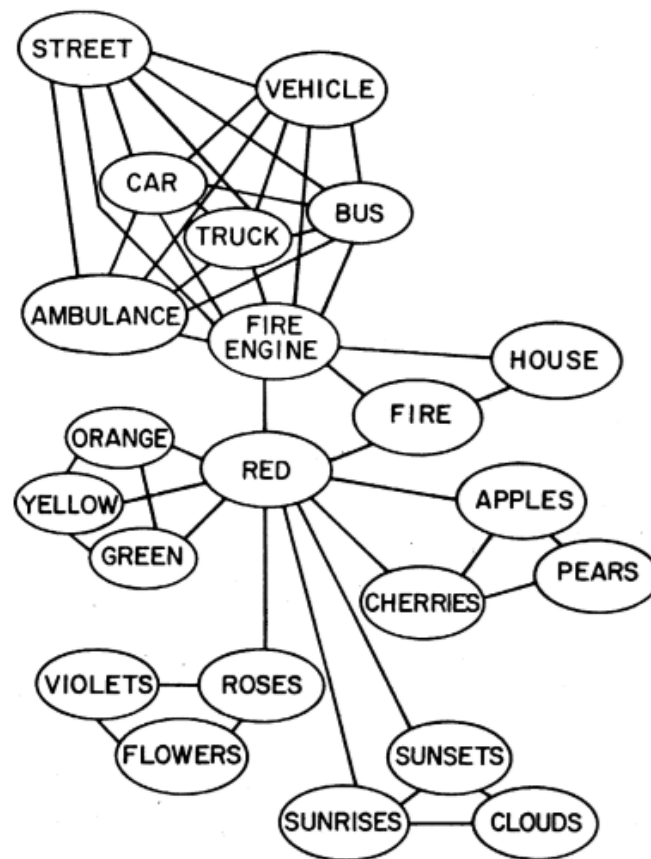 STREET
VEHICLE
CAR
BUS
TRUCK
AMBULANCE
FIRE
ENGINE
HOUSE
FIRE
ORANGE
RED
YELLOW
APPLES
GREEN
PEARS
CHERRIES
VIOLETS
ROSES
FLOWERS
SUNSETS
SUNRISES
CLOUDS